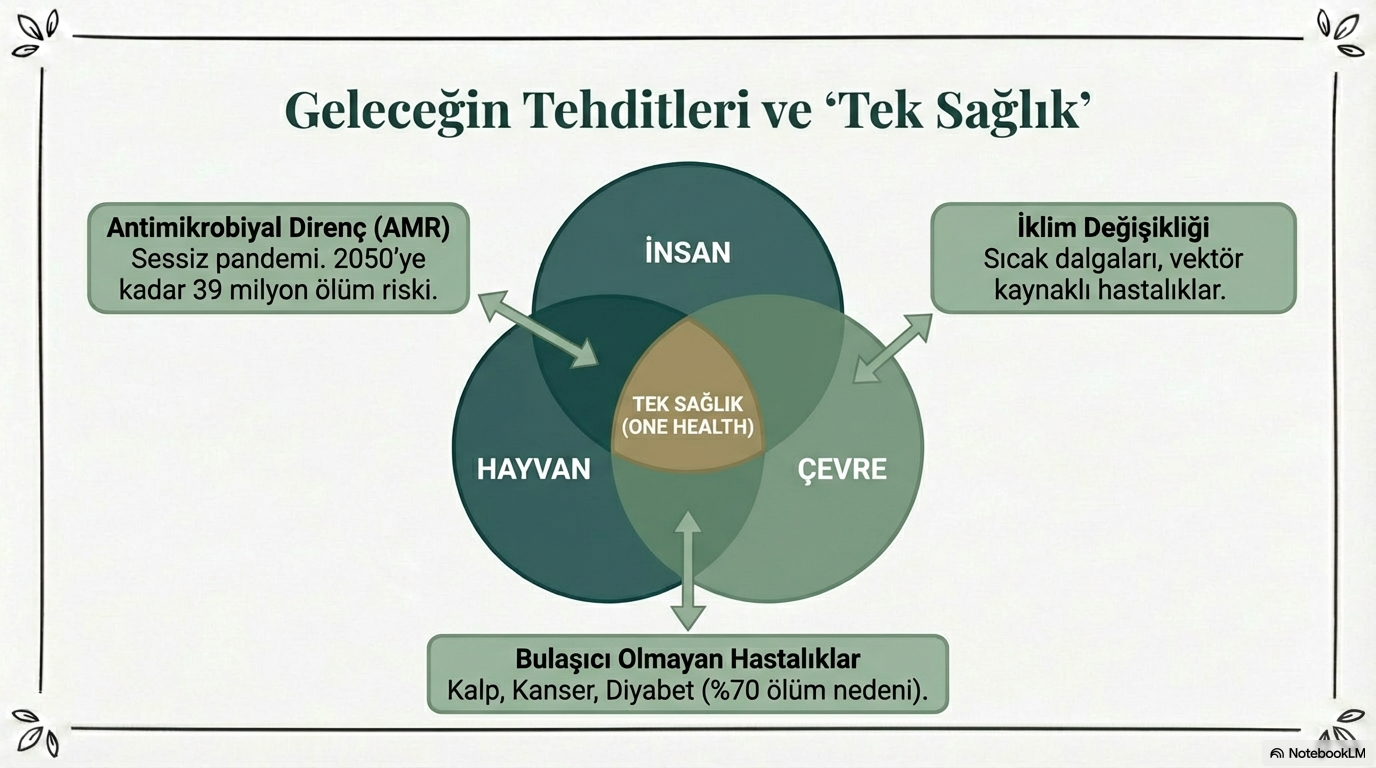 Geleceğin Tehditleri ve ‘Tek Sağlık’
Antimikrobiyal Direnç (AMR)
Sessiz pandemi. 2050’ye
kadar 39 milyon ölüm riski.
İNSAN
İklim Değişikliği
Sıcak dalgaları, vektör
kaynaklı hastalıklar.
TEK SAĞLIK
(ONE HEALTH)
HAYVAN
ÇEVRE
Bulaşıcı Olmayan Hastalıklar
Kalp, Kanser, Diyabet (%70 ölüm nedeni).
NotebookLM